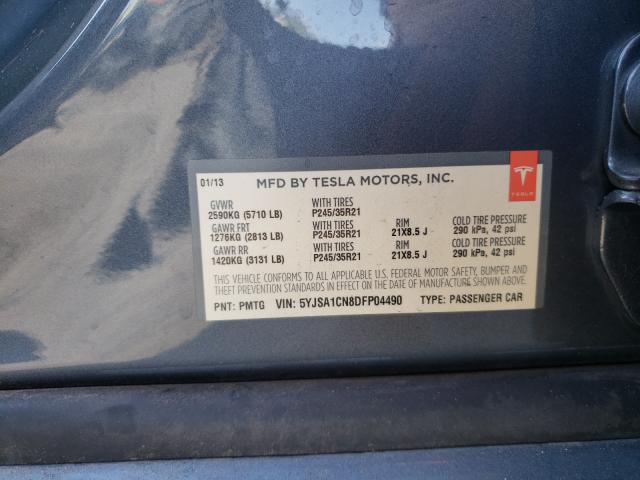 01/13 MFD BY TESLA MOTORS, INC.
TESLA
GVWR WITH TIRES
2590KG (5710 LB) P245/35R21
GAWR FRT WITH TIRES RIM COLD TIRE PRESSURE
1276KG (2813 LB) P245/35R21 21X8.5 J 290 kPa, 42 psi
GAWR RR WITH TIRES RIM COLD TIRE PRESSURE
1420KG (3131 LB) P245/35R21 21X8.5 J 290 kPa, 42 psi
THIS VEHICLE CONFORMS TO ALL APPLICABLE U.S. FEDERAL MOTOR SAFETY, BUMPER AND
THEFT PREVENTION STANDARDS IN EFFECT ON THE DATE OF MANUFACTURE SHOWN ABOVE.
PNT: PMTG VIN: 5YJSA1CN8DFP04490 TYPE: PASSENGER CAR